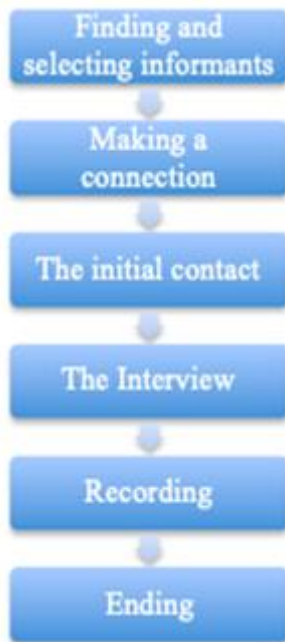 Finding and
selecting informants
Making a
connection
The initial contact
The Interview
Recording
Ending